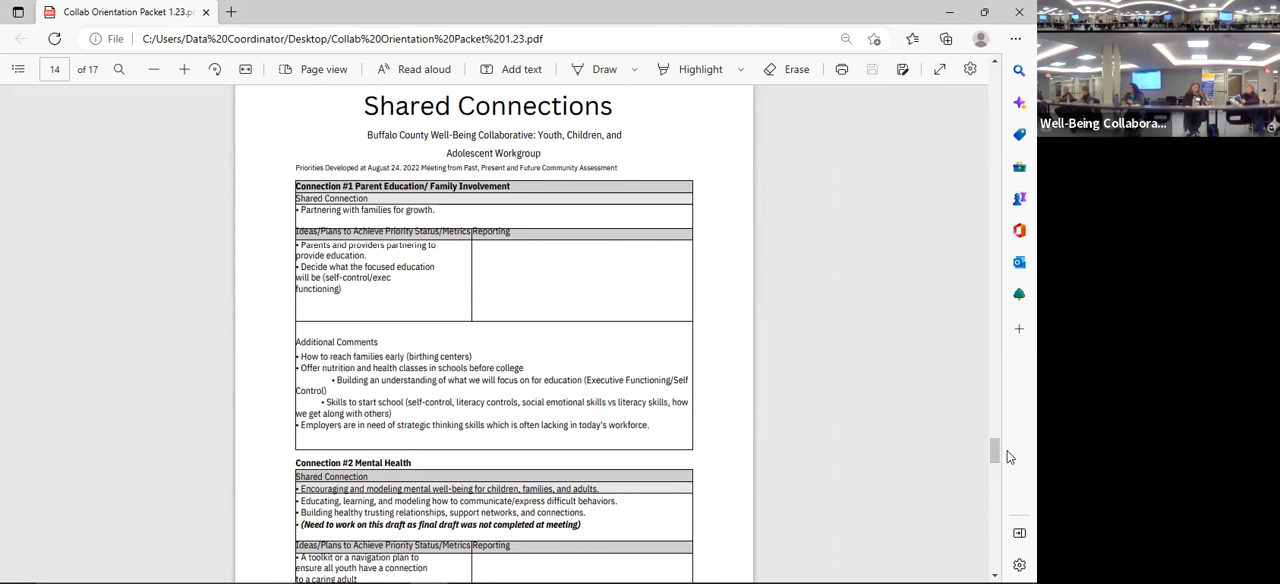 Collab Orientation Packet 1.23.p
File
C:/Users/Data%20Coordinator/Desktop/Collab%20Orientation%20Packet%201.23.pdf
14 of 17
Page view
Read aloud
Add text
Draw
Highlight
Erase
Shared Connections
Buffalo County Well-Being Collaborative: Youth, Children, and
Adolescent Workgroup
Priorities Developed at August 24, 2022 Meeting from Past, Present and Future Community Assessment
Connection #1 Parent Education/ Family Involvement
Shared Connection
• Partnering with families for growth.
Ideas/Plans to Achieve Priority Status/Metrics Reporting
• Parents and providers partnering to
provide education.
• Decide what the focused education
will be (self-control/exec
functioning)
Additional Comments
• How to reach families early (birthing centers)
• Offer nutrition and health classes in schools before college
• Building an understanding of what we will focus on for education (Executive Functioning/Self
Control)
• Skills to start school (self-control, literacy controls, social emotional skills vs literacy skills, how
we get along with others)
• Employers are in need of strategic thinking skills which is often lacking in today's workforce.
Connection #2 Mental Health
Shared Connection
• Encouraging and modeling mental well-being for children, families, and adults.
• Educating, learning, and modeling how to communicate/express difficult behaviors.
• Building healthy trusting relationships, support networks, and connections.
• (Need to work on this draft as final draft was not completed at meeting)
Ideas/Plans to Achieve Priority Status/Metrics Reporting
• A toolkit or a navigation plan to
ensure all youth have a connection
to a caring adult
Well-Being Collabora...